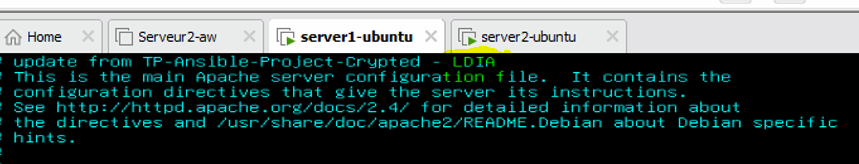 Home Serveur2-aw server1-ubuntu server2-ubuntu
# update from TP-Ansible-Project-Crypted - LDIA
# This is the main Apache server configuration file.  It contains the
# configuration directives that give the server its instructions.
# See http://httpd.apache.org/docs/2.4/ for detailed information about
# the directives and /usr/share/doc/apache2/README.Debian about Debian specific
# hints.
#